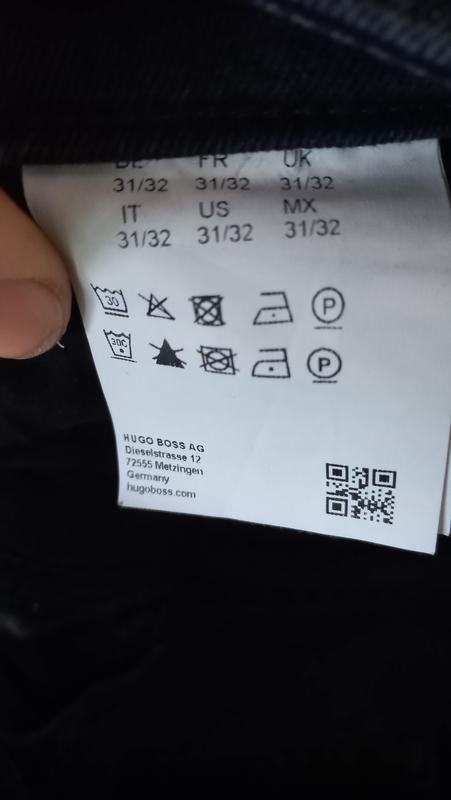 DE FR UK
31/32 31/32 31/32
IT US MX
31/32 31/32 31/32
30 P
30C P
HUGO BOSS AG
Dieselstrasse 12
72555 Metzingen
Germany
hugoboss.com